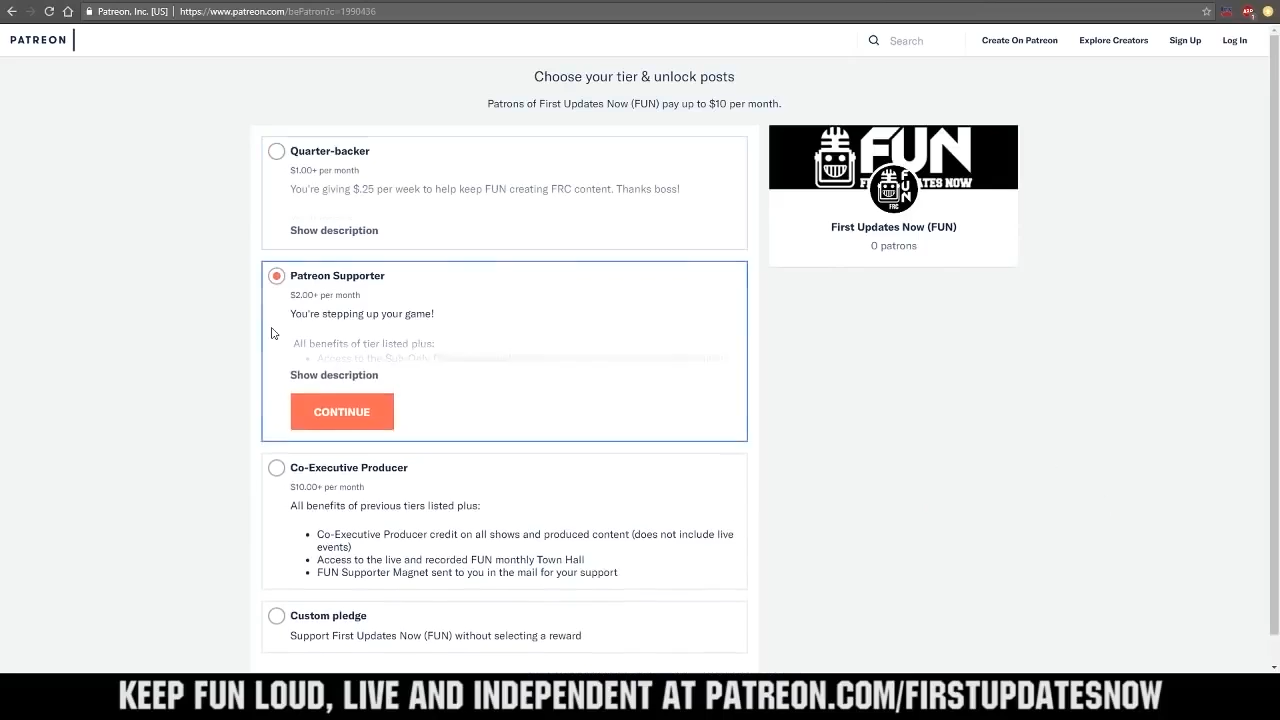 Patreon, Inc. [US] | https://www.patreon.com/bePatron?c=1990436
PATREON
Search
Create On Patreon
Explore Creators
Sign Up
Log In
Choose your tier & unlock posts
Patrons of First Updates Now (FUN) pay up to $10 per month.
Quarter-backer
$1.00+ per month
You're giving $.25 per week to help keep FUN creating FRC content. Thanks boss!
Show description
Patreon Supporter
$2.00+ per month
You're stepping up your game!
All benefits of tier listed plus:
Access to the Sub-Only
Show description
CONTINUE
Co-Executive Producer
$10.00+ per month
All benefits of previous tiers listed plus:
• Co-Executive Producer credit on all shows and produced content (does not include live
events)
• Access to the live and recorded FUN monthly Town Hall
• FUN Supporter Magnet sent to you in the mail for your support
Custom pledge
Support First Updates Now (FUN) without selecting a reward
FUN
TES NOW
FUN
FRC
First Updates Now (FUN)
0 patrons
KEEP FUN LOUD, LIVE AND INDEPENDENT AT PATREON.COM/FIRSTUPDATESNOW